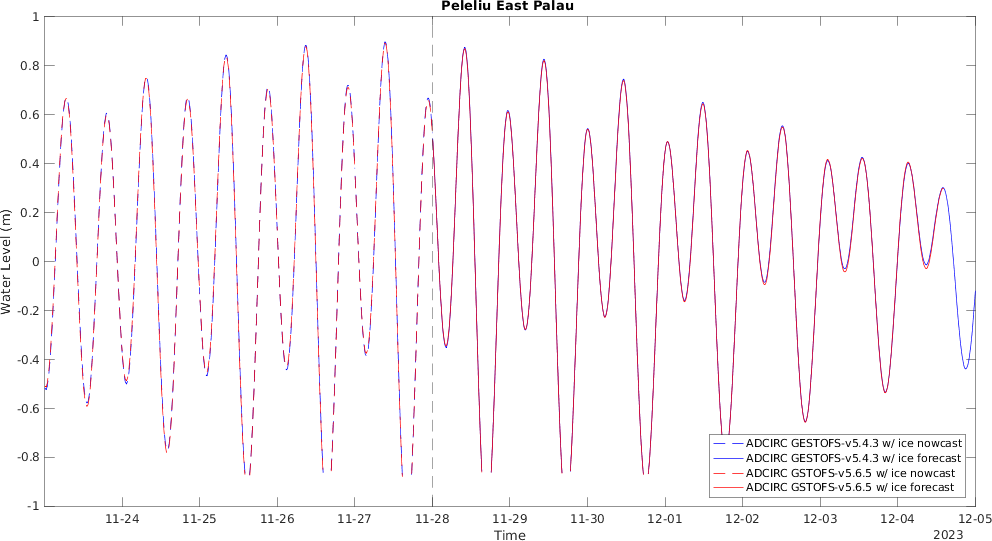 Peleliu East Palau
Water Level (m)
1
0.8
0.6
0.4
0.2
0
-0.2
-0.4
-0.6
-0.8
-1
11-24 11-25 11-26 11-27 11-28 11-29 11-30 12-01 12-02 12-03 12-04 12-05
Time
2023
ADCIRC GESTOFS-v5.4.3 w/ ice nowcast
ADCIRC GESTOFS-v5.4.3 w/ ice forecast
ADCIRC GSTOFS-v5.6.5 w/ ice nowcast
ADCIRC GSTOFS-v5.6.5 w/ ice forecast